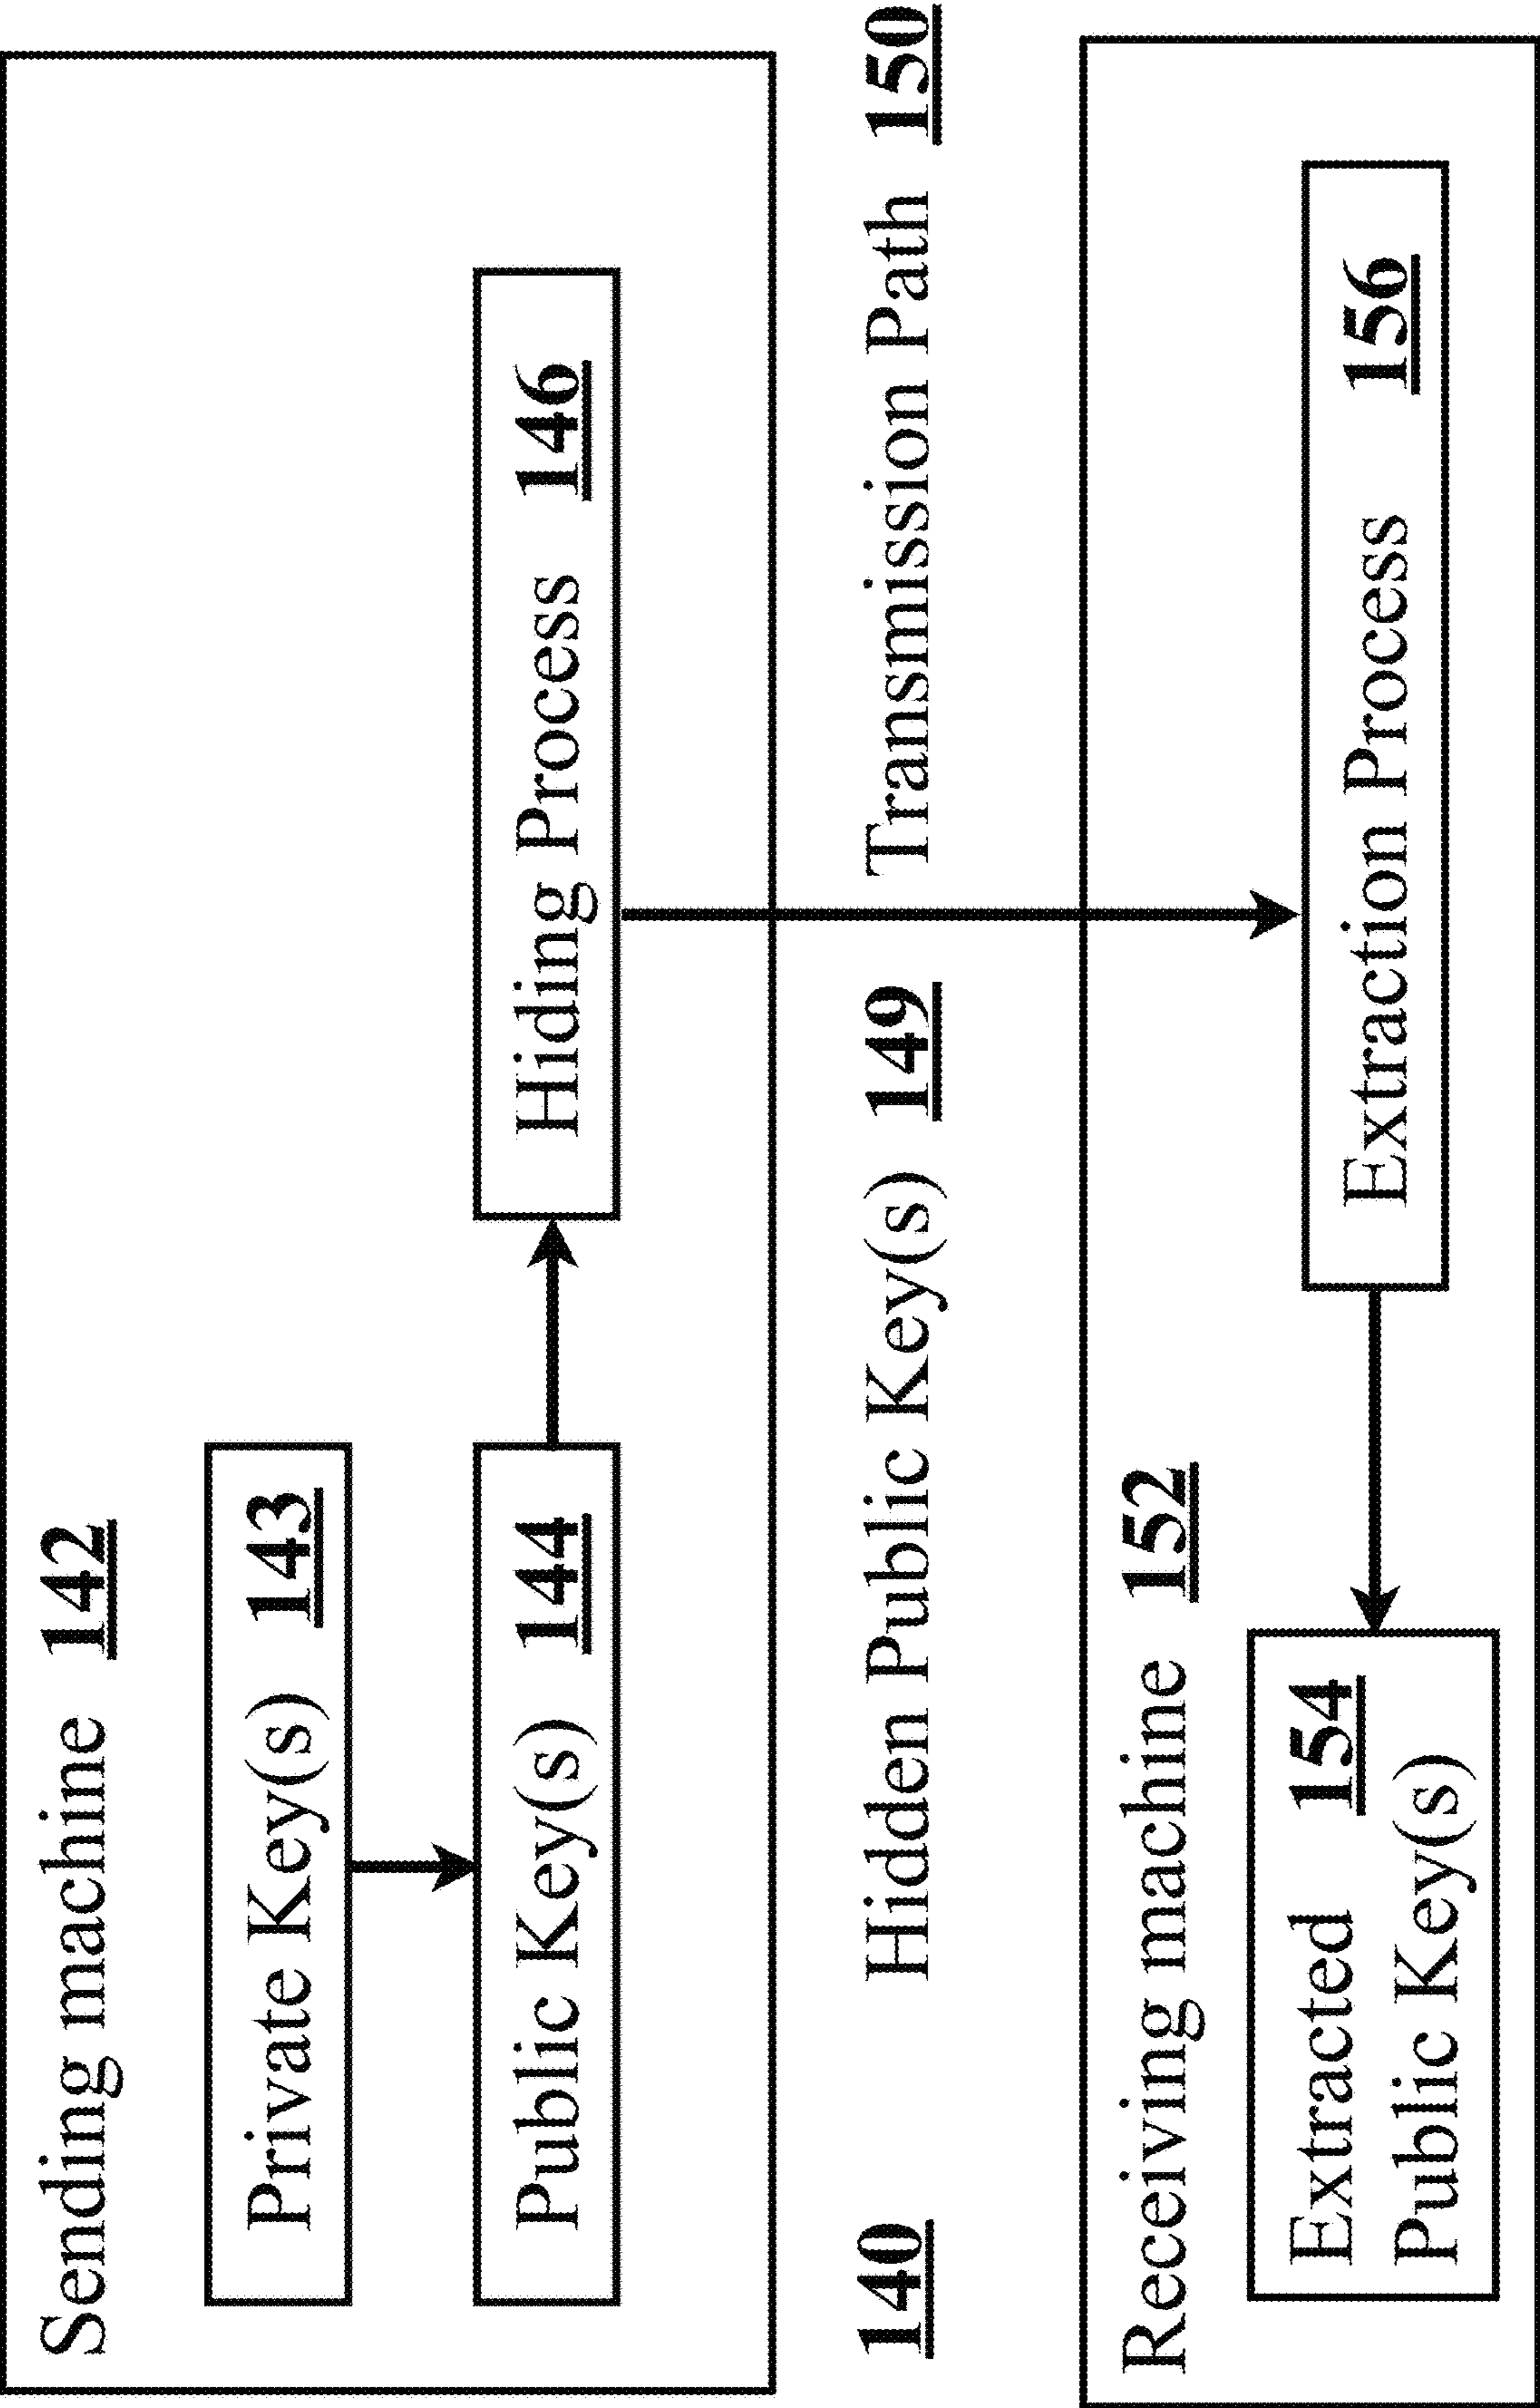 Sending machine 142
Private Key(s) 143
Public Key(s) 144
Hiding Process 146
140
Hidden Public Key(s) 149
Transmission Path 150
Receiving machine 152
Extracted 154
Public Key(s)
Extraction Process 156